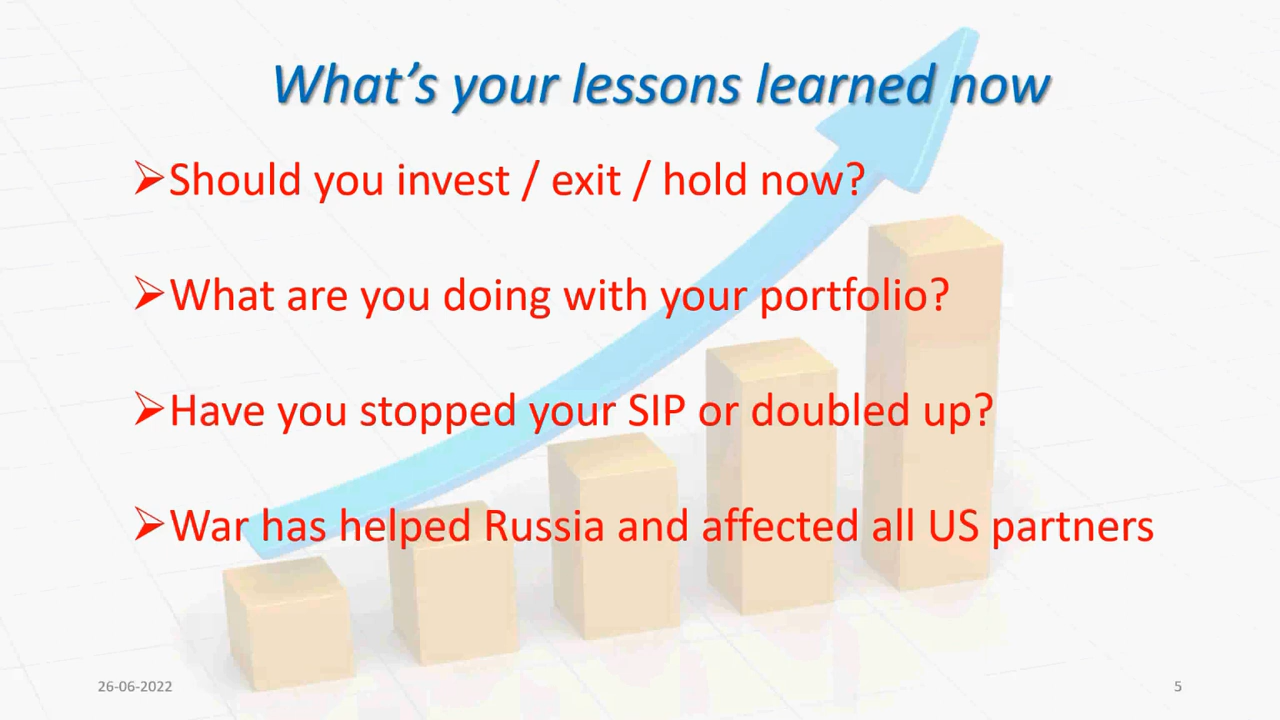 What’s your lessons learned now
➢Should you invest / exit / hold now?
➢What are you doing with your portfolio?
➢Have you stopped your SIP or doubled up?
➢War has helped Russia and affected all US partners
26-06-2022
5